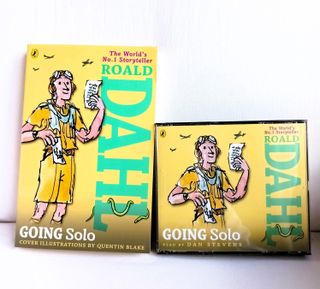 The World's
No.1 Storyteller
ROALD
DAHL
GOING Solo
COVER ILLUSTRATIONS BY QUENTIN BLAKE
The World's
No.1 Storyteller
ROALD
DAHL
GOING Solo
READ BY DAN STEVENS